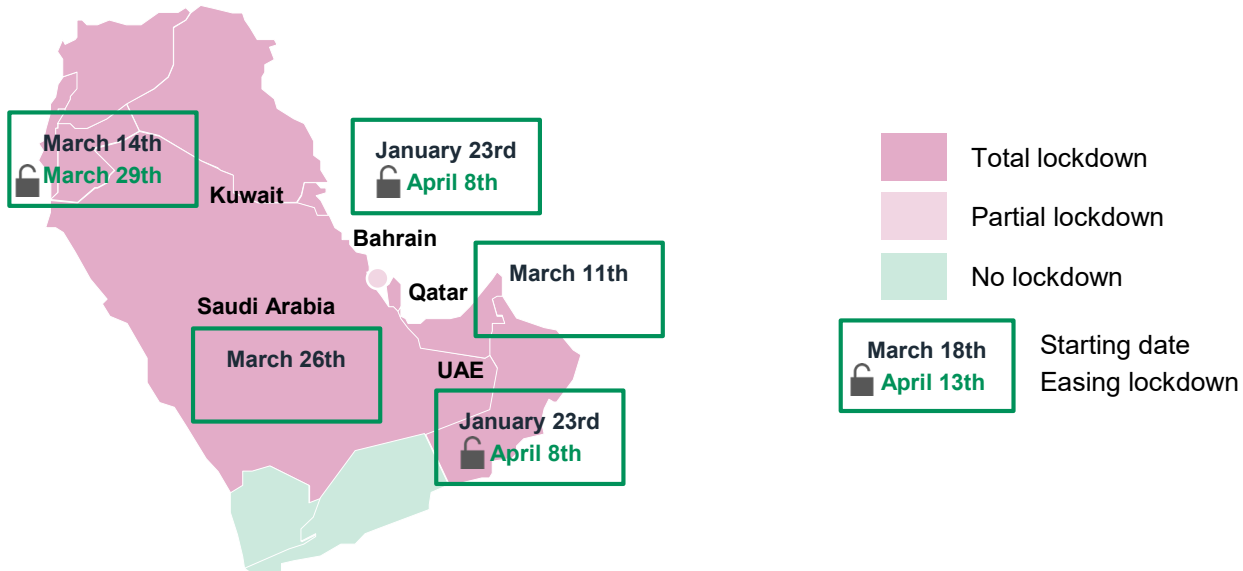 March 14th
March 29th
Kuwait
January 23rd
April 8th
Bahrain
Qatar
March 11th
Saudi Arabia
March 26th
UAE
January 23rd
April 8th
Total lockdown
Partial lockdown
No lockdown
March 18th
April 13th
Starting date
Easing lockdown